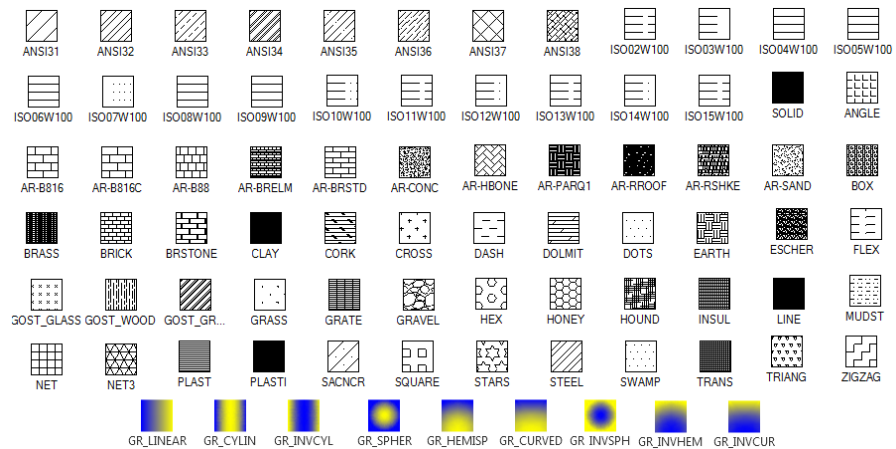 ANSI31 ANSI32 ANSI33 ANSI34 ANSI35 ANSI36 ANSI37 ANSI38 ISO02W100 ISO03W100 ISO04W100 ISO05W100
ISO06W100 ISO07W100 ISO08W100 ISO09W100 ISO10W100 ISO11W100 ISO12W100 ISO13W100 ISO14W100 ISO15W100 SOLID ANGLE
AR-B816 AR-B816C AR-B88 AR-BRELM AR-BRSTD AR-CONC AR-HBONE AR-PARQ1 AR-RROOF AR-RSHKE AR-SAND BOX
BRASS BRICK BRSTONE CLAY CORK CROSS DASH DOLMIT DOTS EARTH ESCHER FLEX
GOST_GLASS GOST_WOOD GOST_GR... GRASS GRATE GRAVEL HEX HONEY HOUND INSUL LINE MUDST
NET NET3 PLAST PLASTI SACNCR SQUARE STARS STEEL SWAMP TRANS TRIANG ZIGZAG
GR_LINEAR GR_CYLIN GR_INVCYL GR_SPHER GR_HEMISP GR_CURVED GR_INVSPH GR_INVHEM GR_INVCUR